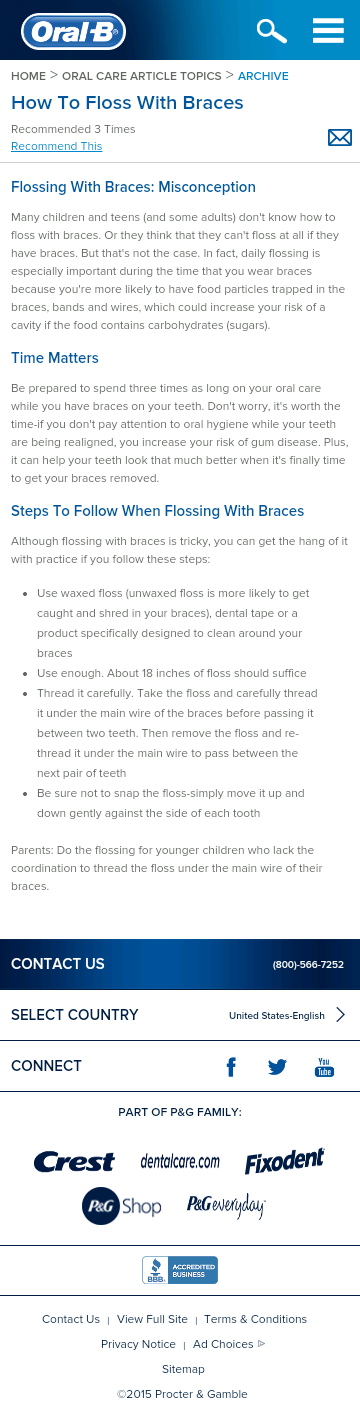 Oral-B
HOME > ORAL CARE ARTICLE TOPICS > ARCHIVE
How To Floss With Braces
Recommended 3 Times
Recommend This
Flossing With Braces: Misconception
Many children and teens (and some adults) don't know how to
floss with braces. Or they think that they can't floss at all if they
have braces. But that's not the case. In fact, daily flossing is
especially important during the time that you wear braces
because you're more likely to have food particles trapped in the
braces, bands and wires, which could increase your risk of a
cavity if the food contains carbohydrates (sugars).
Time Matters
Be prepared to spend three times as long on your oral care
while you have braces on your teeth. Don't worry, it's worth the
time-if you don't pay attention to oral hygiene while your teeth
are being realigned, you increase your risk of gum disease. Plus,
it can help your teeth look that much better when it's finally time
to get your braces removed.
Steps To Follow When Flossing With Braces
Although flossing with braces is tricky, you can get the hang of it
with practice if you follow these steps:
• Use waxed floss (unwaxed floss is more likely to get
caught and shred in your braces), dental tape or a
product specifically designed to clean around your
braces
• Use enough. About 18 inches of floss should suffice
• Thread it carefully. Take the floss and carefully thread
it under the main wire of the braces before passing it
between two teeth. Then remove the floss and re-
thread it under the main wire to pass between the
next pair of teeth
• Be sure not to snap the floss-simply move it up and
down gently against the side of each tooth
Parents: Do the flossing for younger children who lack the
coordination to thread the floss under the main wire of their
braces.
CONTACT US (800)-566-7252
SELECT COUNTRY United States-English
CONNECT You Tube
PART OF P&G FAMILY:
Crest dentalcare.com Fixodent
P&G Shop P&G everyday
BBB ACCREDITED BUSINESS
Contact Us | View Full Site | Terms & Conditions
Privacy Notice | Ad Choices
Sitemap
©2015 Procter & Gamble